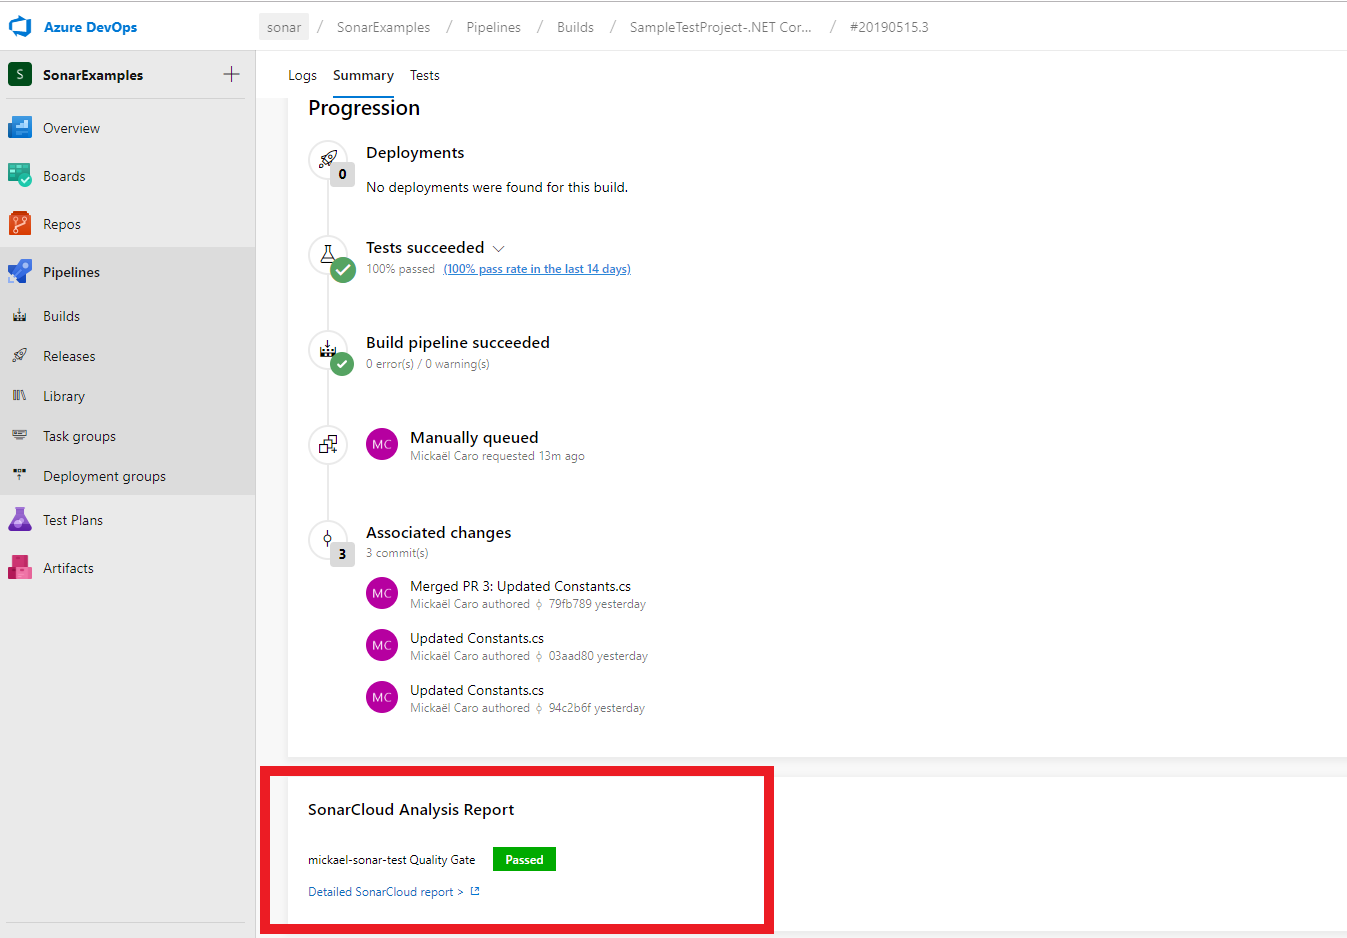 Azure DevOps
sonar / SonarExamples / Pipelines / Builds / SampleTestProject-.NET Cor... / #20190515.3
S SonarExamples
Overview
Boards
Repos
Pipelines
Builds
Releases
Library
Task groups
Deployment groups
Test Plans
Artifacts
Logs Summary Tests
Progression
Deployments
0
No deployments were found for this build.
Tests succeeded
100% passed (100% pass rate in the last 14 days)
Build pipeline succeeded
0 error(s) / 0 warning(s)
MC Manually queued
Mickaël Caro requested 13m ago
Associated changes
3
3 commit(s)
MC Merged PR 3: Updated Constants.cs
Mickaël Caro authored 79fb789 yesterday
MC Updated Constants.cs
Mickaël Caro authored 03aad80 yesterday
MC Updated Constants.cs
Mickaël Caro authored 94c2b6f yesterday
SonarCloud Analysis Report
mickael-sonar-test Quality Gate Passed
Detailed SonarCloud report >